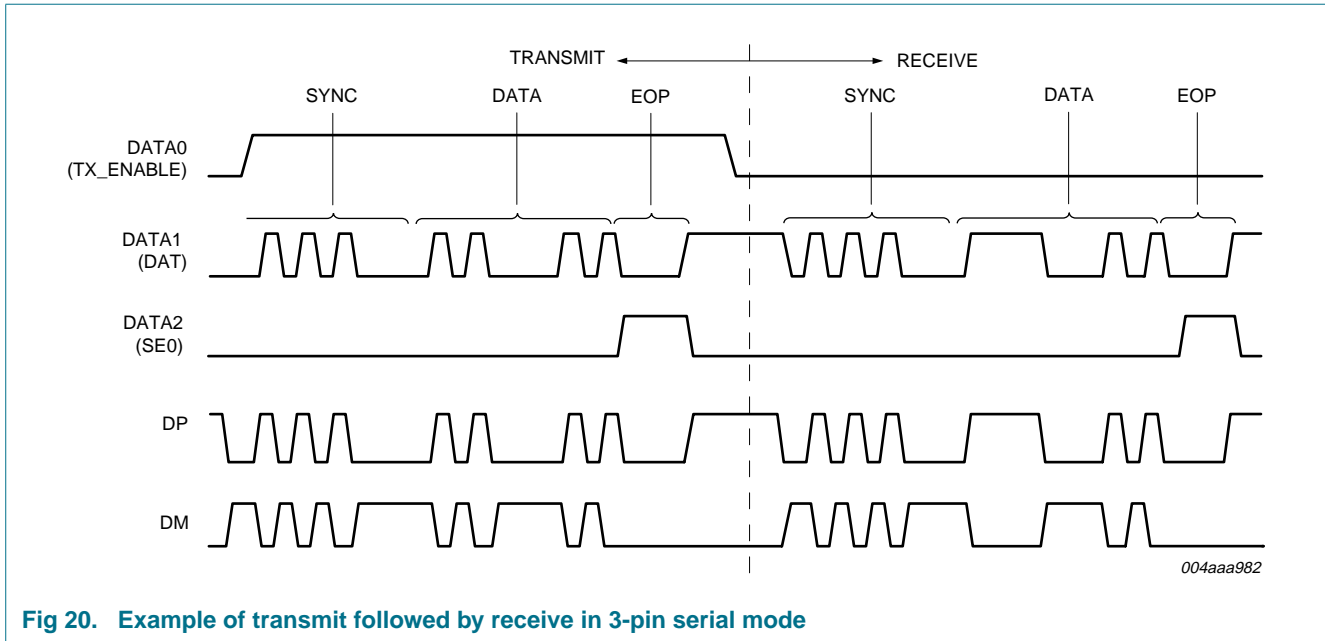 TRANSMIT
RECEIVE
SYNC
DATA
EOP
SYNC
DATA
EOP
DATA0
(TX_ENABLE)
DATA1
(DAT)
DATA2
(SE0)
DP
DM
004aaa982
Fig 20. Example of transmit followed by receive in 3-pin serial mode